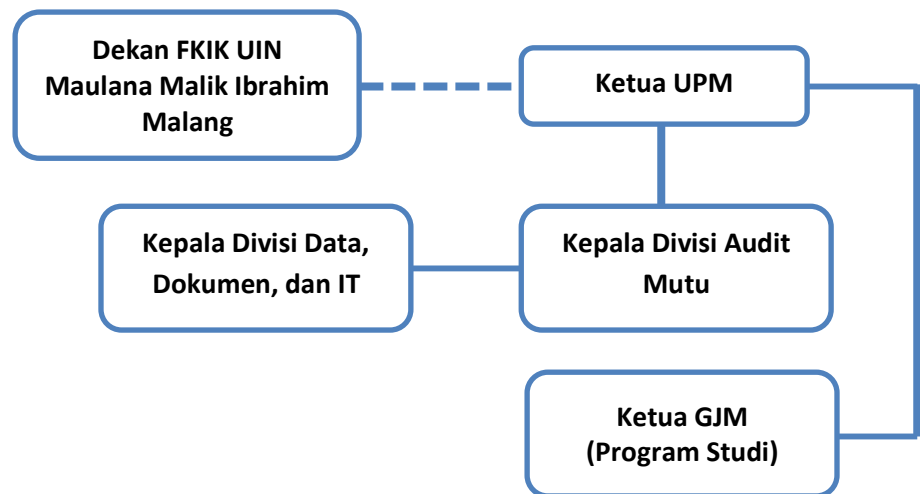 Dekan FKIK UIN
Maulana Malik Ibrahim
Malang
Ketua UPM
Kepala Divisi Data,
Dokumen, dan IT
Kepala Divisi Audit
Mutu
Ketua GJM
(Program Studi)